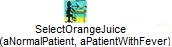 SelectOrangeJuice
(aNormalPatient, aPatientWithFever)